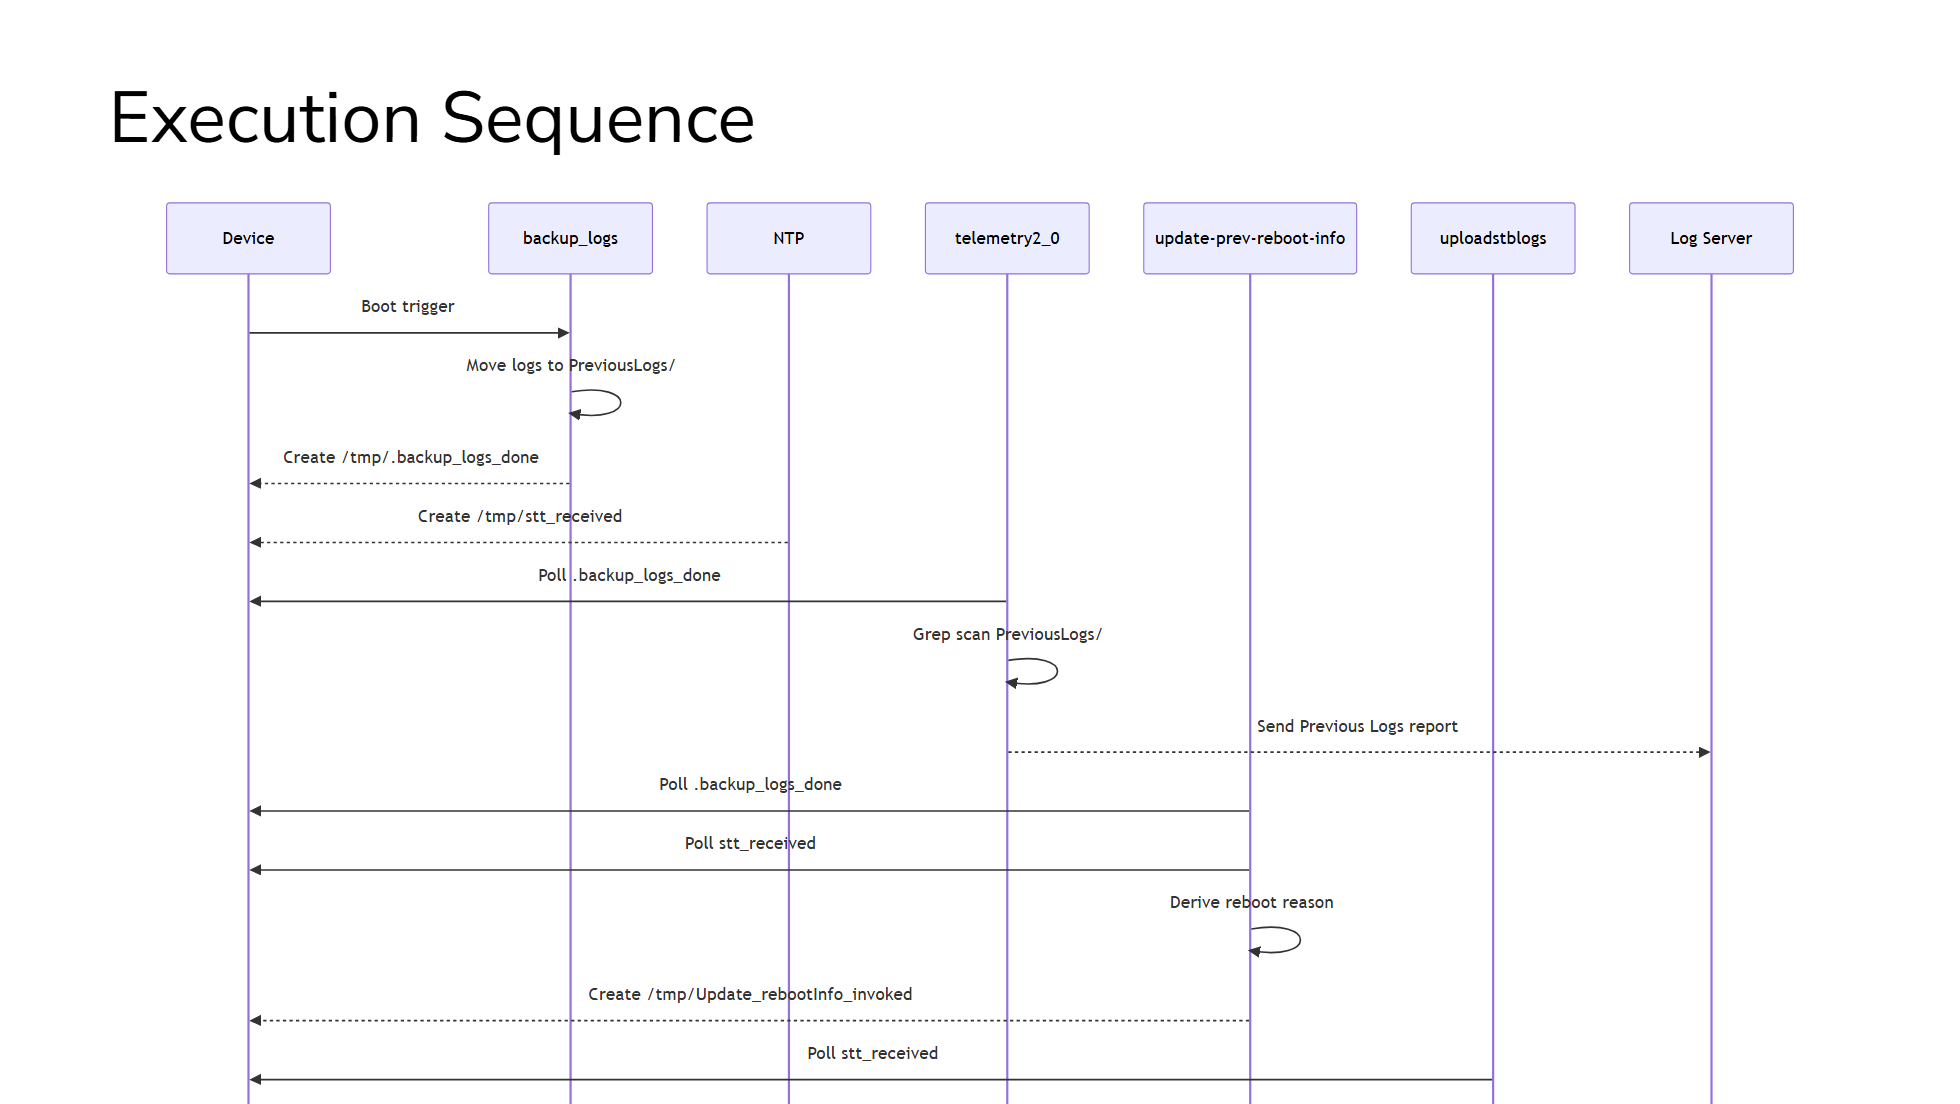 Execution Sequence
Device
backup_logs
NTP
telemetry2_0
update-prev-reboot-info
uploadstblogs
Log Server
Boot trigger
Move logs to PreviousLogs/
Create /tmp/.backup_logs_done
Create /tmp/stt_received
Poll .backup_logs_done
Grep scan PreviousLogs/
Send Previous Logs report
Poll .backup_logs_done
Poll stt_received
Derive reboot reason
Create /tmp/Update_rebootInfo_invoked
Poll stt_received